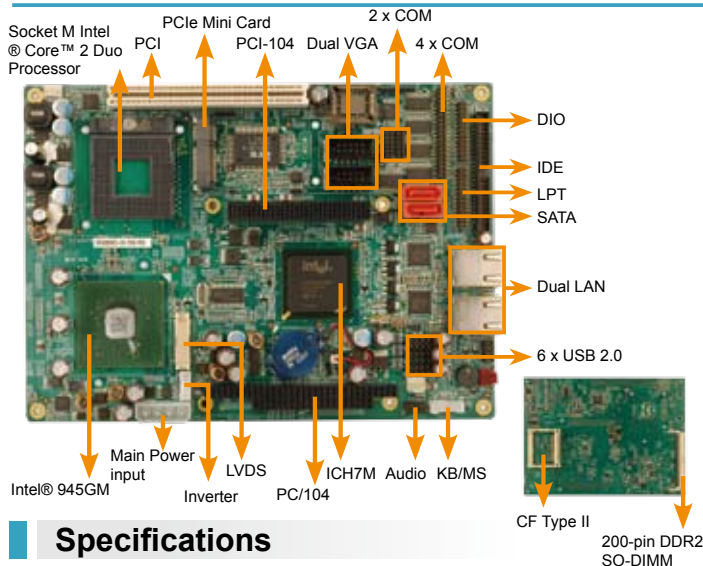 2 x COM
PCIe Mini Card
Socket M Intel
® Core™ 2 Duo
Processor
PCI
PCI-104
Dual VGA
4 x COM
DIO
IDE
LPT
SATA
Dual LAN
intel
6 x USB 2.0
Main Power
input
LVDS
ICH7M
Audio
KB/MS
Intel® 945GM
Inverter
PC/104
CF Type II
200-pin DDR2
SO-DIMM
Specifications